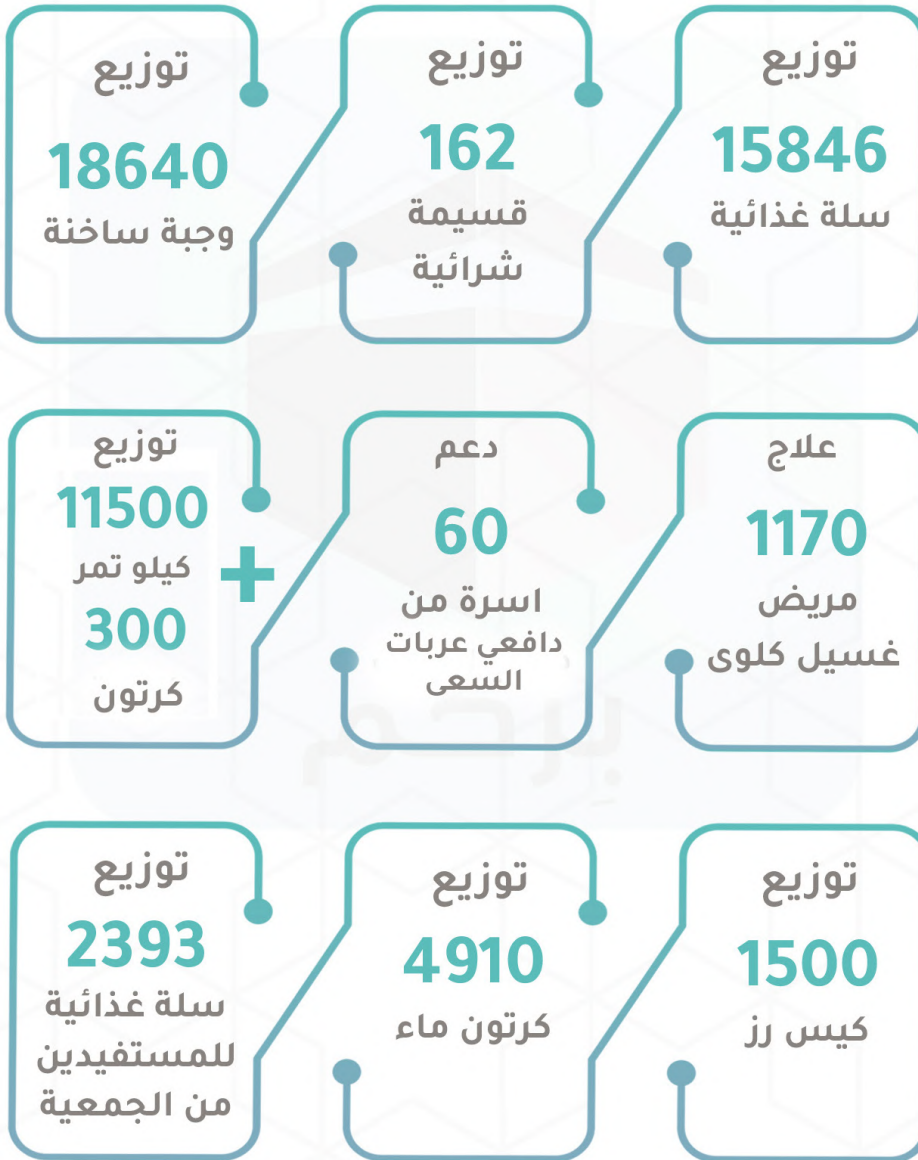 توزيع
15846
سلة غذائية
توزيع
162
قسيمة
شرائية
توزيع
18640
وجبة ساخنة
علاج
1170
مريض
غسيل كلوى
دعم
60
اسرة من
دافعي عربات
السعى
توزيع
11500
كيلو تمر
+
300
كرتون
توزيع
1500
كيس رز
توزيع
4910
كرتون ماء
توزيع
2393
سلة غذائية
للمستفيدين
من الجمعية